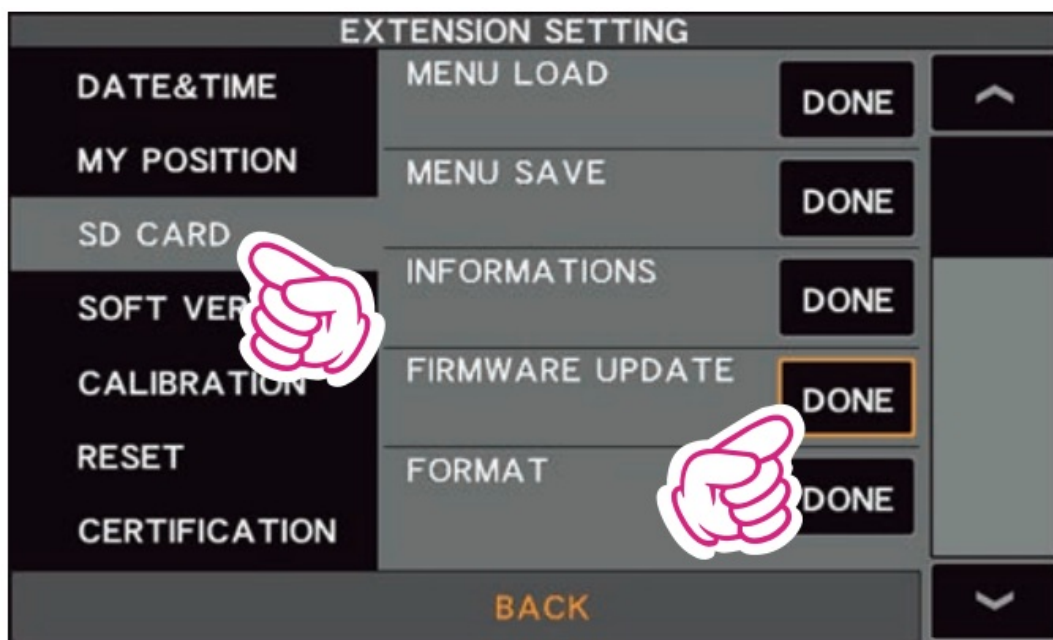 EXTENSION SETTING
DATE&TIME
MY POSITION
SD CARD
SOFT VER
CALIBRATION
RESET
CERTIFICATION
MENU LOAD
DONE
MENU SAVE
DONE
INFORMATIONS
DONE
FIRMWARE UPDATE
DONE
FORMAT
DONE
BACK